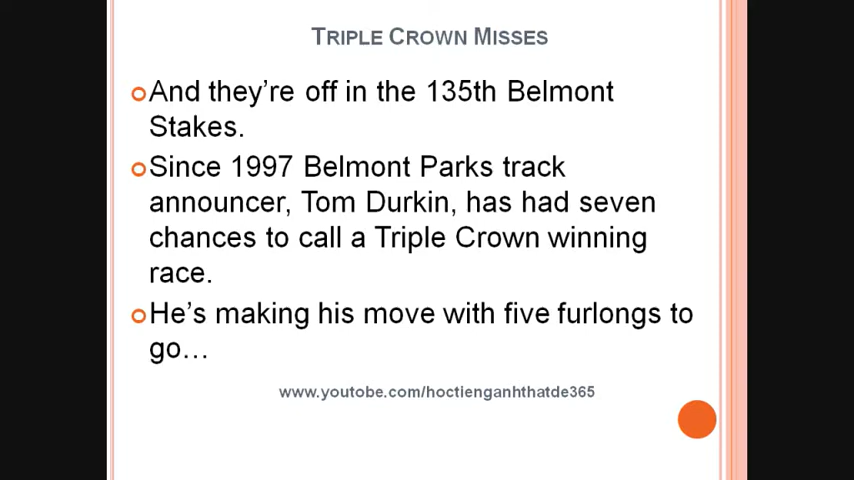 TRIPLE CROWN MISSES
And they're off in the 135th Belmont
Stakes.
Since 1997 Belmont Parks track
announcer, Tom Durkin, has had seven
chances to call a Triple Crown winning
race.
He's making his move with five furlongs to
go…
www.youtube.com/hoctienganhthatde365